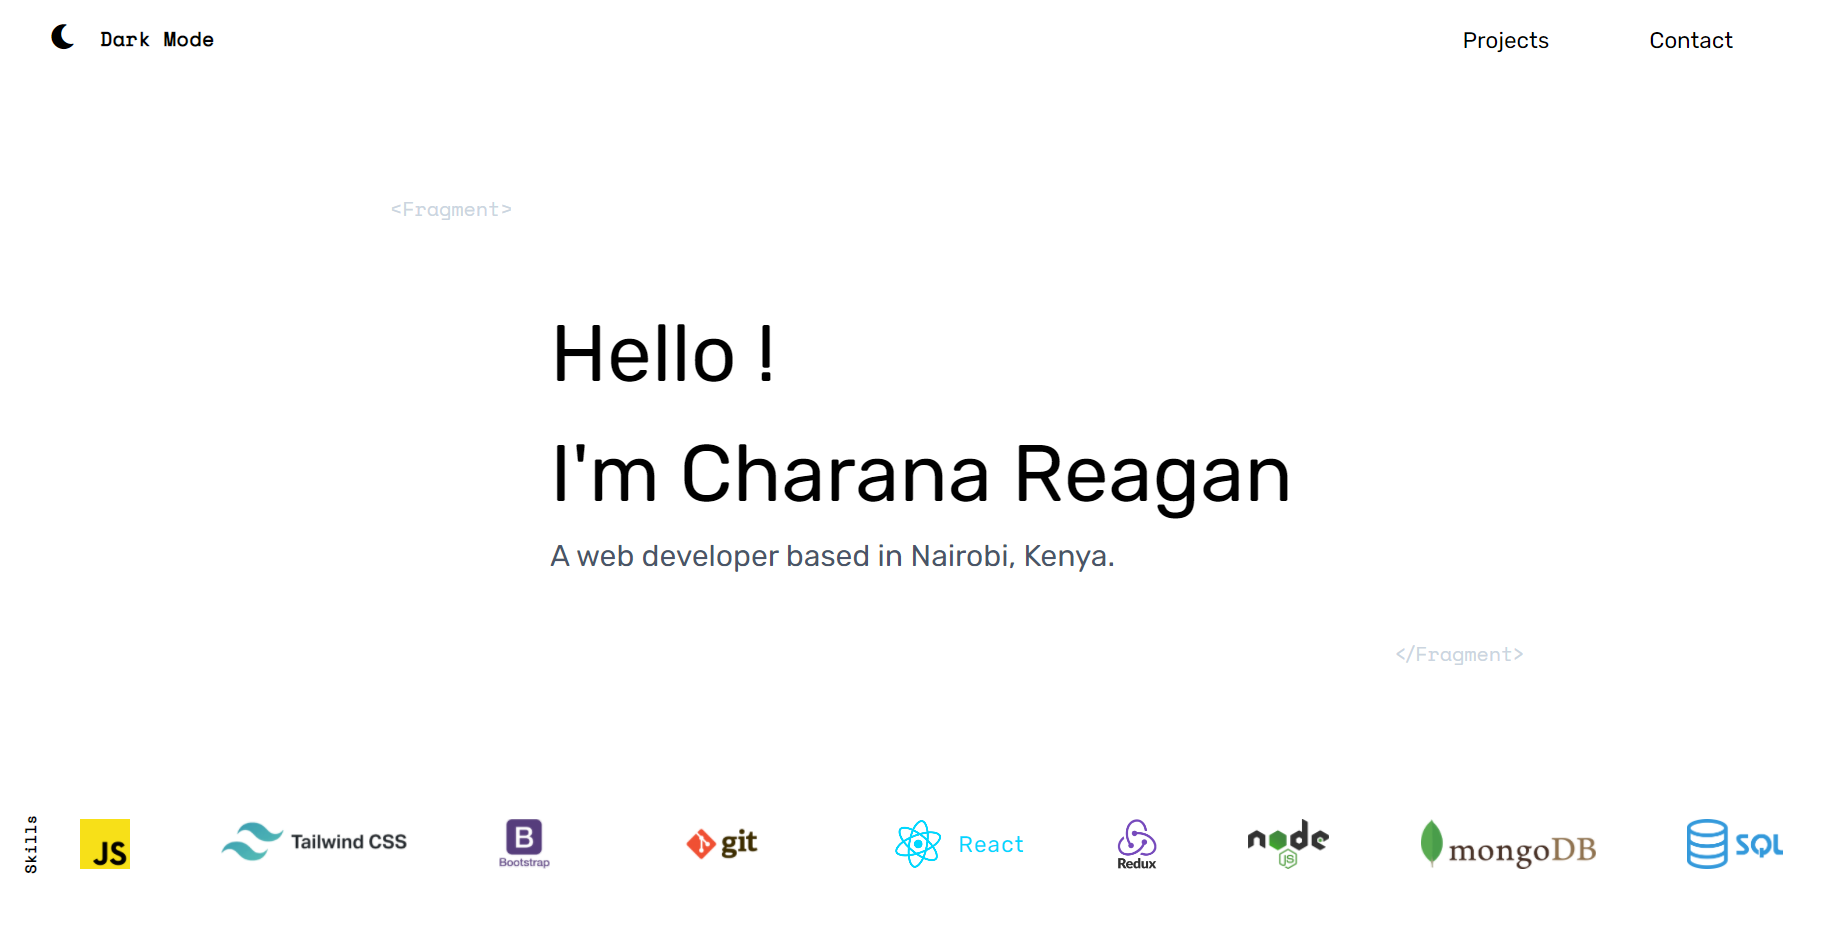 Dark Mode
Projects
Contact
<Fragment>
Hello !
I'm Charana Reagan
A web developer based in Nairobi, Kenya.
</Fragment>
Skills
JS
Tailwind CSS
B
Bootstrap
git
React
Redux
node
JS
mongoDB
SQL